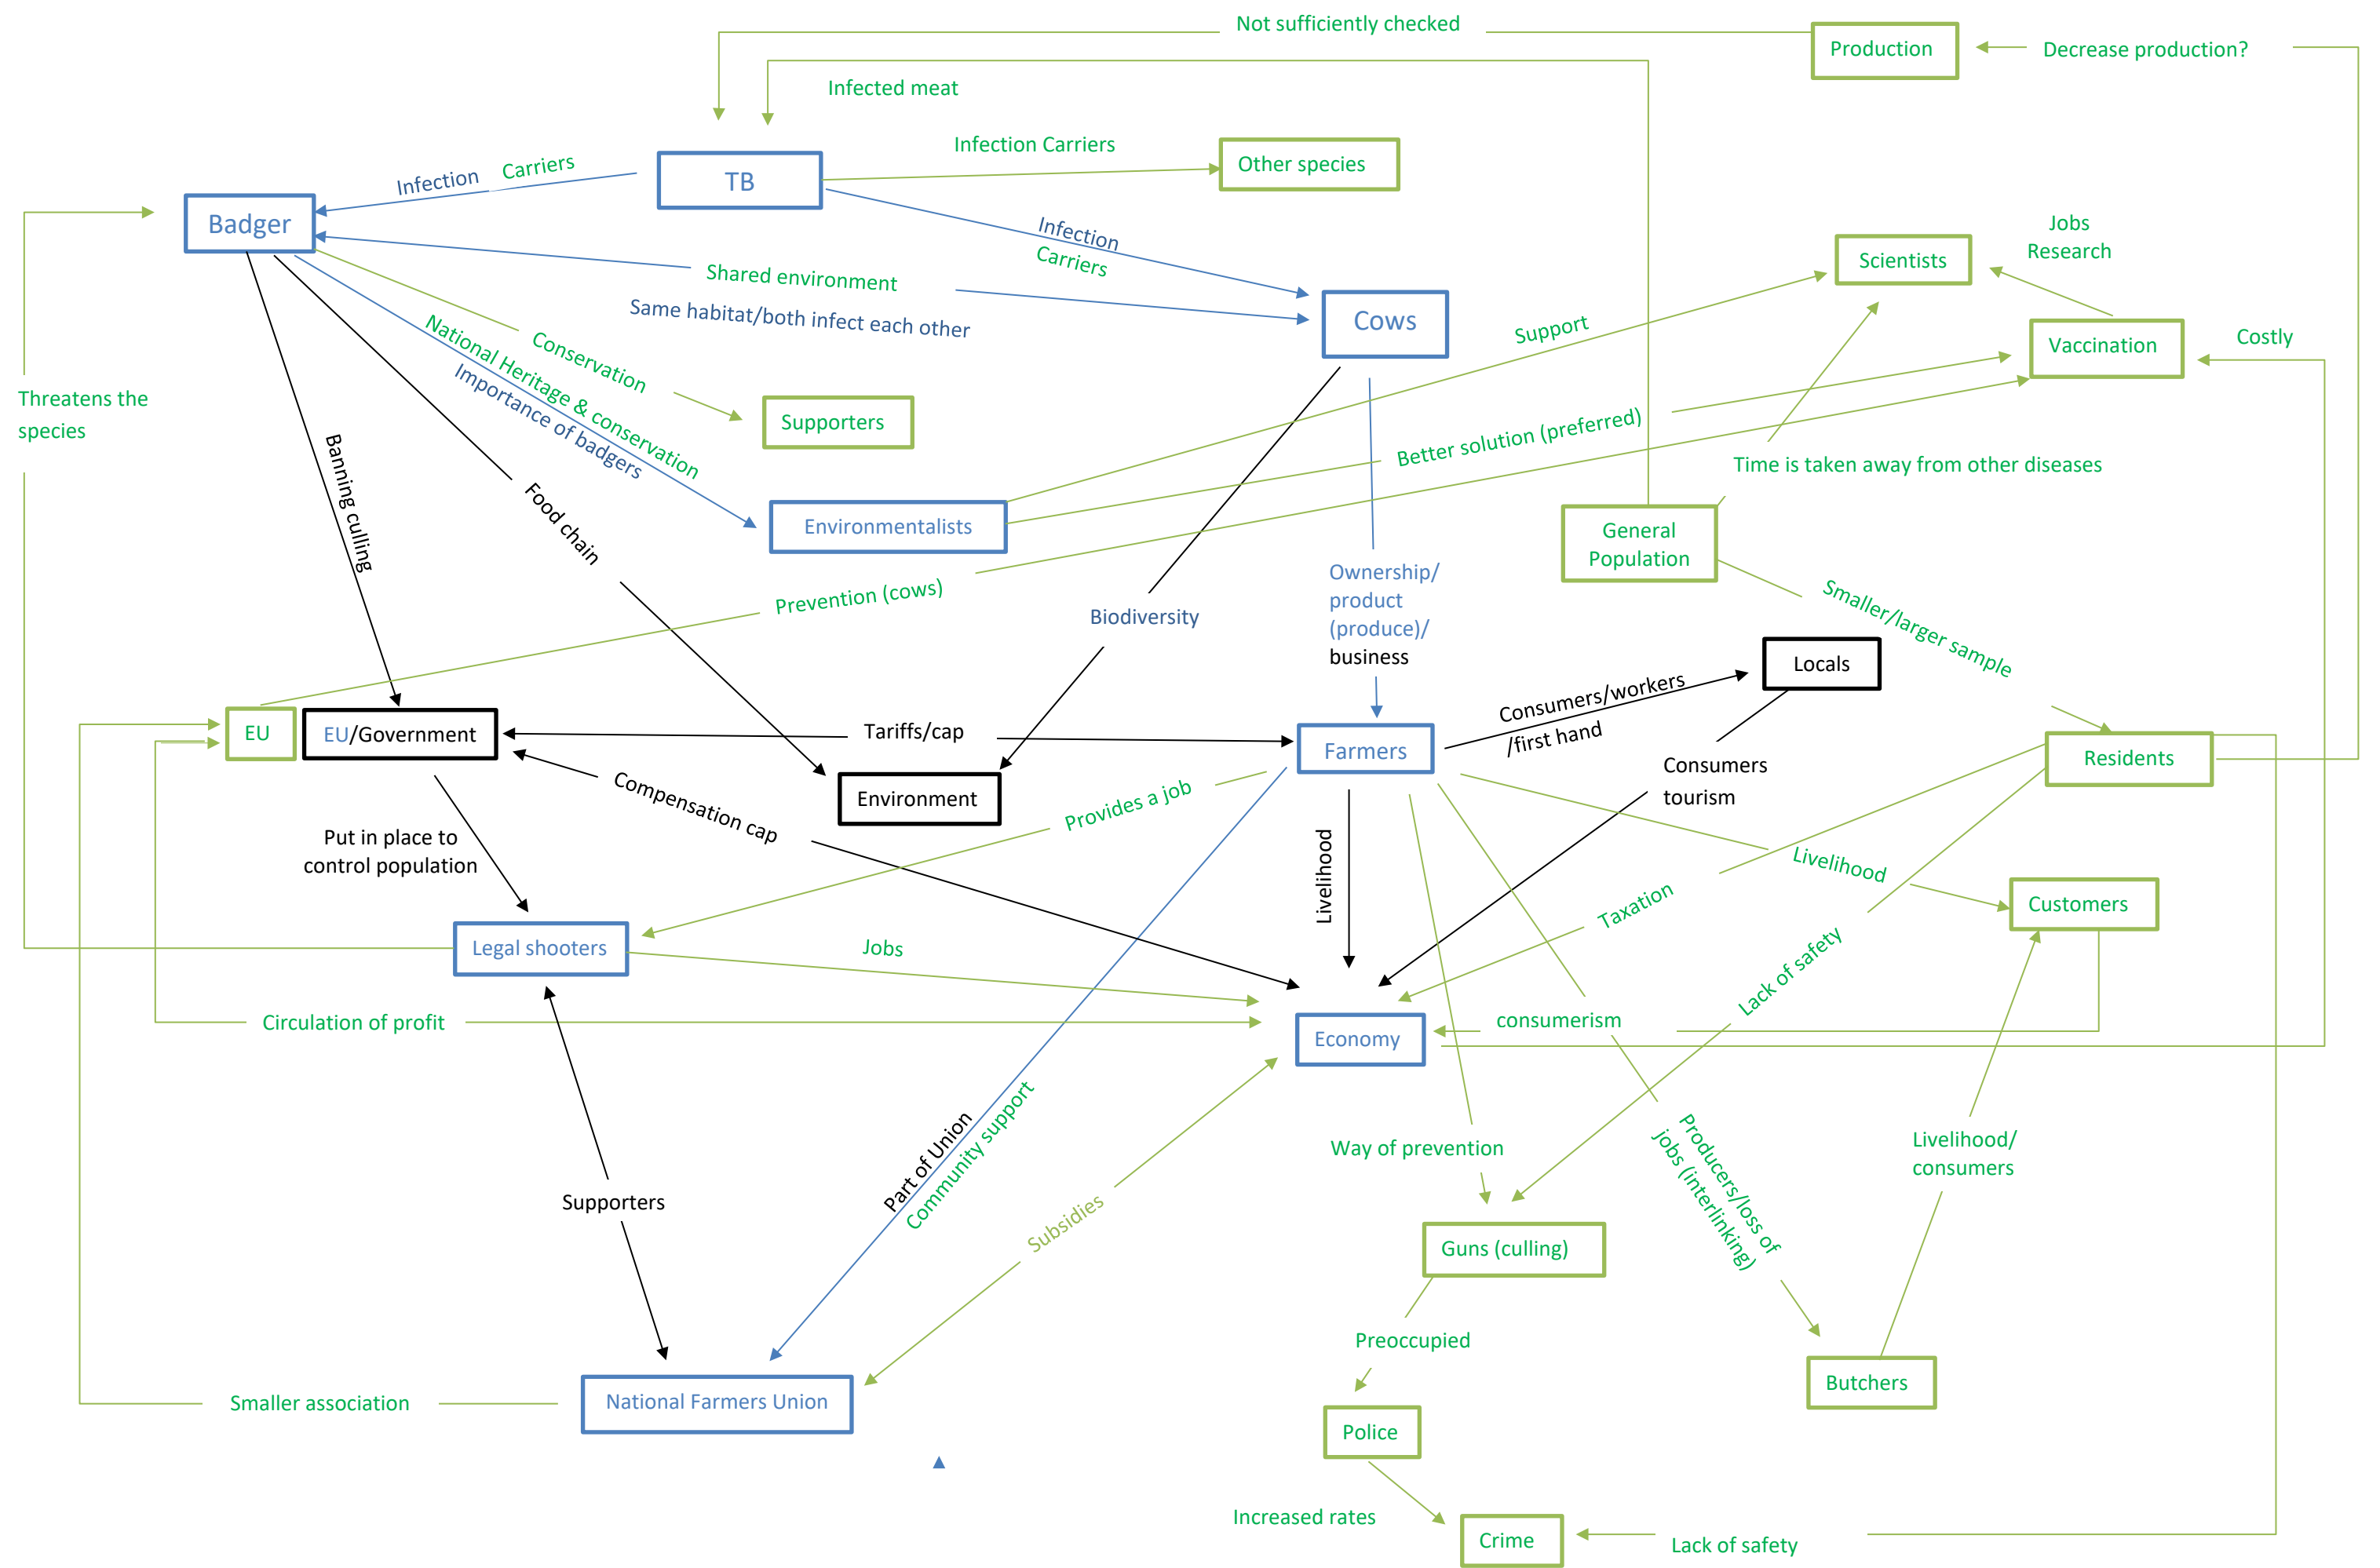 Not sufficiently checked
Production
Decrease production?
Infected meat
Infection Carriers
Other species
TB
Infection
Carriers
Badger
Infection
Carriers
Jobs
Research
Scientists
Shared environment
Same habitat/both infect each other
Cows
Support
Vaccination
Costly
Threatens the
species
National Heritage & conservation
Importance of badgers
Conservation
Supporters
Banning culling
Food chain
Better solution (preferred)
Time is taken away from other diseases
Environmentalists
General
Population
Prevention (cows)
Biodiversity
Ownership/
product
(produce)/
business
Smaller/larger sample
Locals
Consumers/workers
/first hand
EU
EU/Government
Tariffs/cap
Farmers
Residents
Consumers
tourism
Compensation cap
Environment
Provides a job
Put in place to
control population
Livelihood
Livelihood
Taxation
Customers
Legal shooters
Jobs
Lack of safety
Circulation of profit
Economy
consumerism
Part of Union
Community support
Way of prevention
Producers/loss of
jobs (interlinking)
Livelihood/
consumers
Supporters
Subsidies
Guns (culling)
Preoccupied
Butchers
Smaller association
National Farmers Union
Police
Increased rates
Crime
Lack of safety